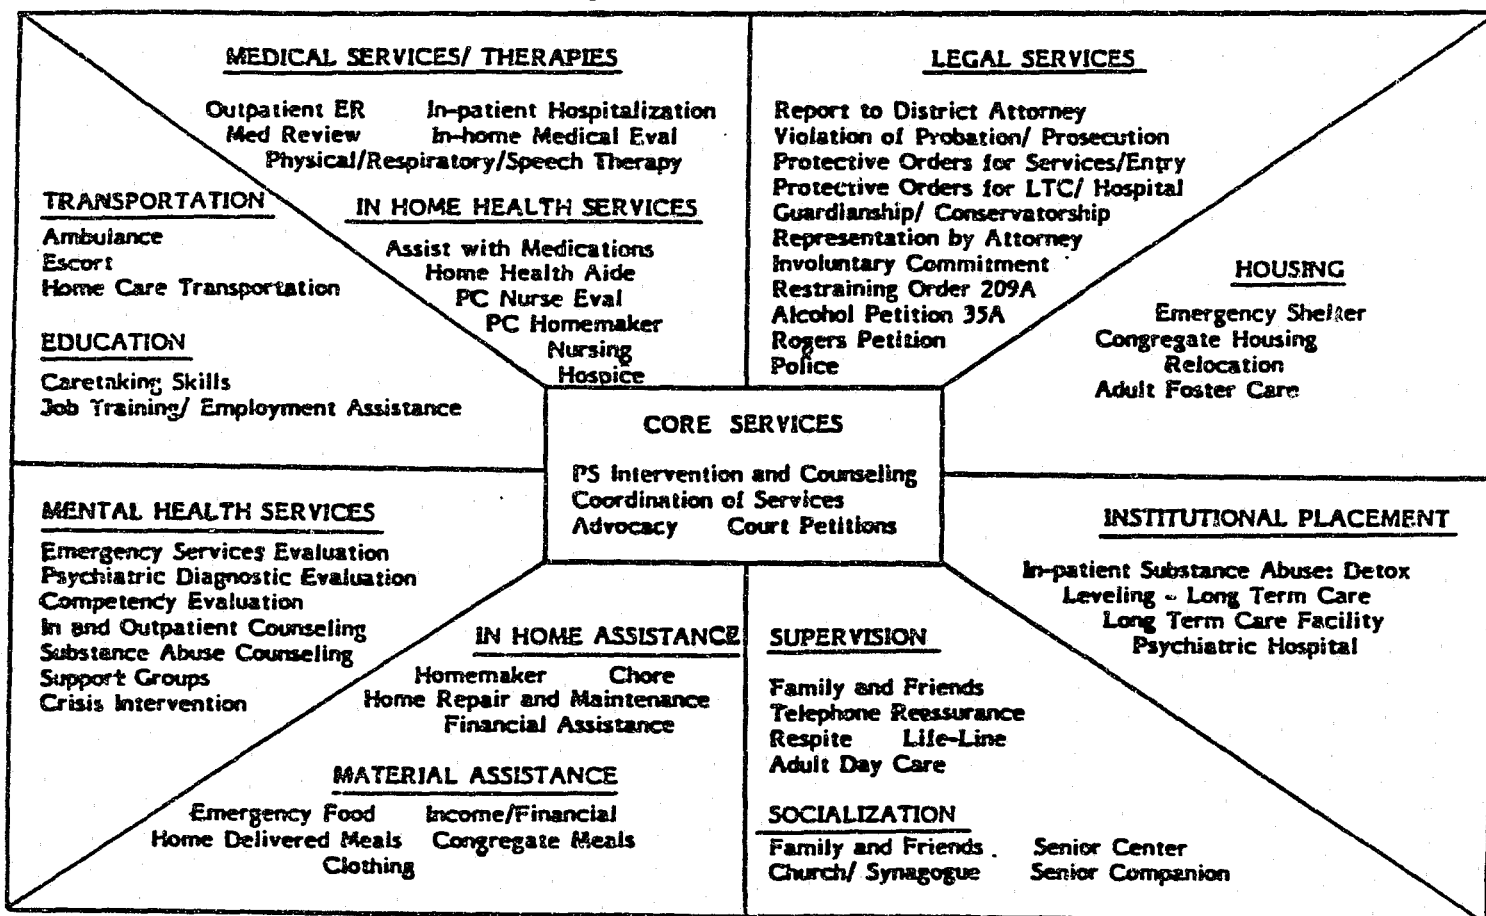 MEDICAL SERVICES/ THERAPIES
Outpatient ER In-patient Hospitalization
Med Review In-home Medical Eval
Physical/Respiratory/Speech Therapy
IN HOME HEALTH SERVICES
Assist with Medications
Home Health Aide
PC Nurse Eval
PC Homemaker
Nursing
Hospice
LEGAL SERVICES
Report to District Attorney
Violation of Probation/ Prosecution
Protective Orders for Services/Entry
Protective Orders for LTC/ Hospital
Guardianship/ Conservatorship
Representation by Attorney
Involuntary Commitment
Restraining Order 209A
Alcohol Petition 35A
Rogers Petition
Police
TRANSPORTATION
Ambulance
Escort
Home Care Transportation
EDUCATION
Caretaking Skills
Job Training/ Employment Assistance
HOUSING
Emergency Shelter
Congregate Housing
Relocation
Adult Foster Care
CORE SERVICES
PS Intervention and Counseling
Coordination of Services
Advocacy Court Petitions
MENTAL HEALTH SERVICES
Emergency Services Evaluation
Psychiatric Diagnostic Evaluation
Competency Evaluation
In and Outpatient Counseling
Substance Abuse Counseling
Support Groups
Crisis Intervention
INSTITUTIONAL PLACEMENT
In-patient Substance Abuse: Detox
Leveling - Long Term Care
Long Term Care Facility
Psychiatric Hospital
IN HOME ASSISTANCE
Homemaker Chore
Home Repair and Maintenance
Financial Assistance
MATERIAL ASSISTANCE
Emergency Food Income/Financial
Home Delivered Meals Congregate Meals
Clothing
SUPERVISION
Family and Friends
Telephone Reassurance
Respite Life-Line
Adult Day Care
SOCIALIZATION
Family and Friends Senior Center
Church/ Synagogue Senior Companion